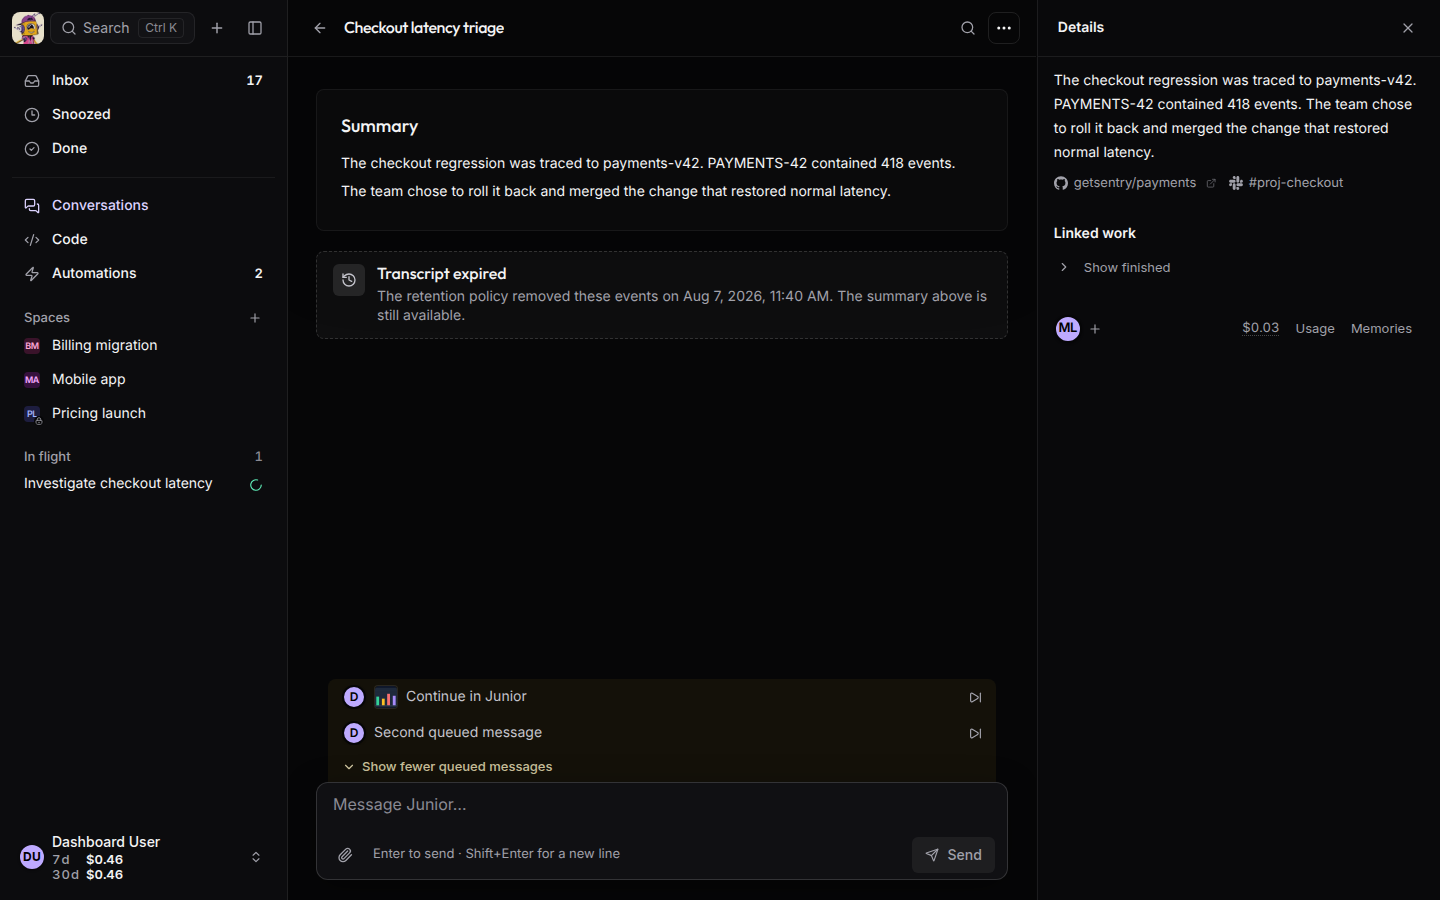 Search Ctrl K
Inbox 17
Snoozed
Done
Conversations
Code
Automations 2
Spaces
BM Billing migration
MA Mobile app
PL Pricing launch
In flight 1
Investigate checkout latency
DU Dashboard User
7d $0.46
30d $0.46
Checkout latency triage
Summary
The checkout regression was traced to payments-v42. PAYMENTS-42 contained 418 events.
The team chose to roll it back and merged the change that restored normal latency.
Transcript expired
The retention policy removed these events on Aug 7, 2026, 11:40 AM. The summary above is
still available.
D Continue in Junior
D Second queued message
Show fewer queued messages
Message Junior...
Enter to send · Shift+Enter for a new line
Send
Details
The checkout regression was traced to payments-v42.
PAYMENTS-42 contained 418 events. The team chose
to roll it back and merged the change that restored
normal latency.
getsentry/payments #proj-checkout
Linked work
Show finished
ML $0.03 Usage Memories